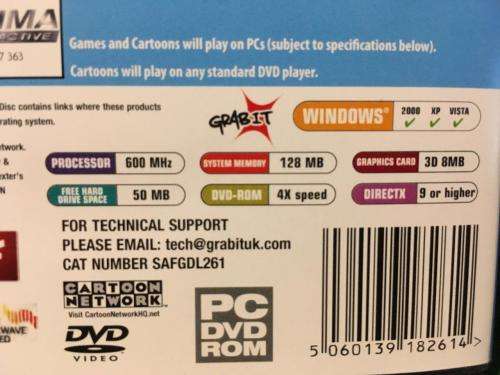 MMA
ACTIVE
7 363
Games and Cartoons will play on PCs (subject to specifications below).
Cartoons will play on any standard DVD player.
Disc contains links where these products
rating system.
GRABIT
WINDOWS® 2000 XP VISTA
twork.
&
exter's
N
PROCESSOR 600 MHz
SYSTEM MEMORY 128 MB
GRAPHICS CARD 3D 8MB
FREE HARD DRIVE SPACE 50 MB
DVD-ROM 4X speed
DIRECTX 9 or higher
FOR TECHNICAL SUPPORT
PLEASE EMAIL: tech@grabituk.com
CAT NUMBER SAFGDL261
CARTOON
NETWORK
Visit CartoonNetworkHQ.net
WAVE
ED
DVD
VIDEO
PC
DVD
ROM
5 060139 182614 >